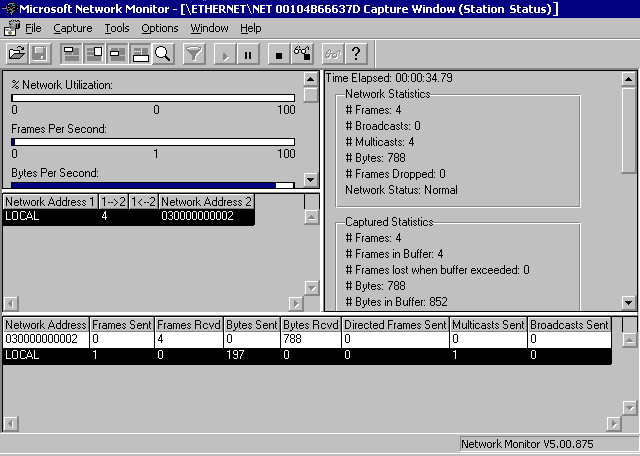 Microsoft Network Monitor - [\ETHERNET\NET 00104B66637D Capture Window (Station Status)]
File Capture Tools Options Window Help
% Network Utilization:
0 0 100
Frames Per Second:
0 1 100
Bytes Per Second:
Time Elapsed: 00:00:34.79
Network Statistics
# Frames: 4
# Broadcasts: 0
# Multicasts: 4
# Bytes: 788
# Frames Dropped: 0
Network Status: Normal
Captured Statistics
# Frames: 4
# Frames in Buffer: 4
# Frames lost when buffer exceeded: 0
# Bytes: 788
# Bytes in Buffer: 852
Network Address 1 1-->2 1<--2 Network Address 2
LOCAL 4 030000000002
Network Address Frames Sent Frames Rcvd Bytes Sent Bytes Rcvd Directed Frames Sent Multicasts Sent Broadcasts Sent
030000000002 0 4 0 788 0 0 0
LOCAL 1 0 197 0 0 1 0
Network Monitor V5.00.875